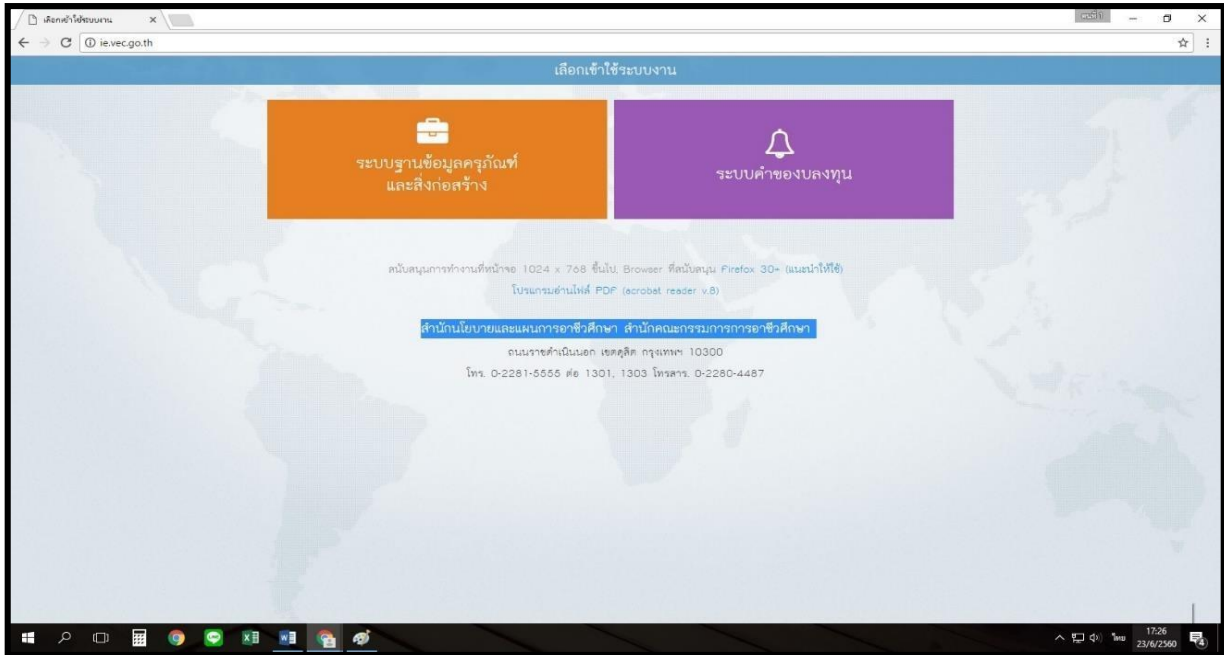 เลือกเข้าใช้ระบบงาน
คนที่ 1
ie.vec.go.th
เลือกเข้าใช้ระบบงาน
ระบบฐานข้อมูลครุภัณฑ์
และสิ่งก่อสร้าง
ระบบคำของบลงทุน
สนับสนุนการทำงานที่หน้าจอ 1024 x 768 ขึ้นไป, Browser ที่สนับสนุน Firefox 30+ (แนะนำให้ใช้)
โปรแกรมอ่านไฟล์ PDF (acrobat reader v.8)
สำนักนโยบายและแผนการอาชีวศึกษา สำนักคณะกรรมการการอาชีวศึกษา
ถนนราชดำเนินนอก เขตดุสิต กรุงเทพฯ 10300
โทร. 0-2281-5555 ต่อ 1301, 1303 โทรสาร. 0-2280-4487
ไทย
17:26
23/6/2560
4